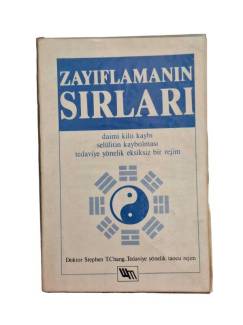 ZAYIFLAMANIN
SIRLARI
daimi kilo kaybı
selülitin kaybolması
tedaviye yönelik eksiksiz bir rejim
Doktor Stephen T.Chang. Tedaviye yönelik taocu rejim